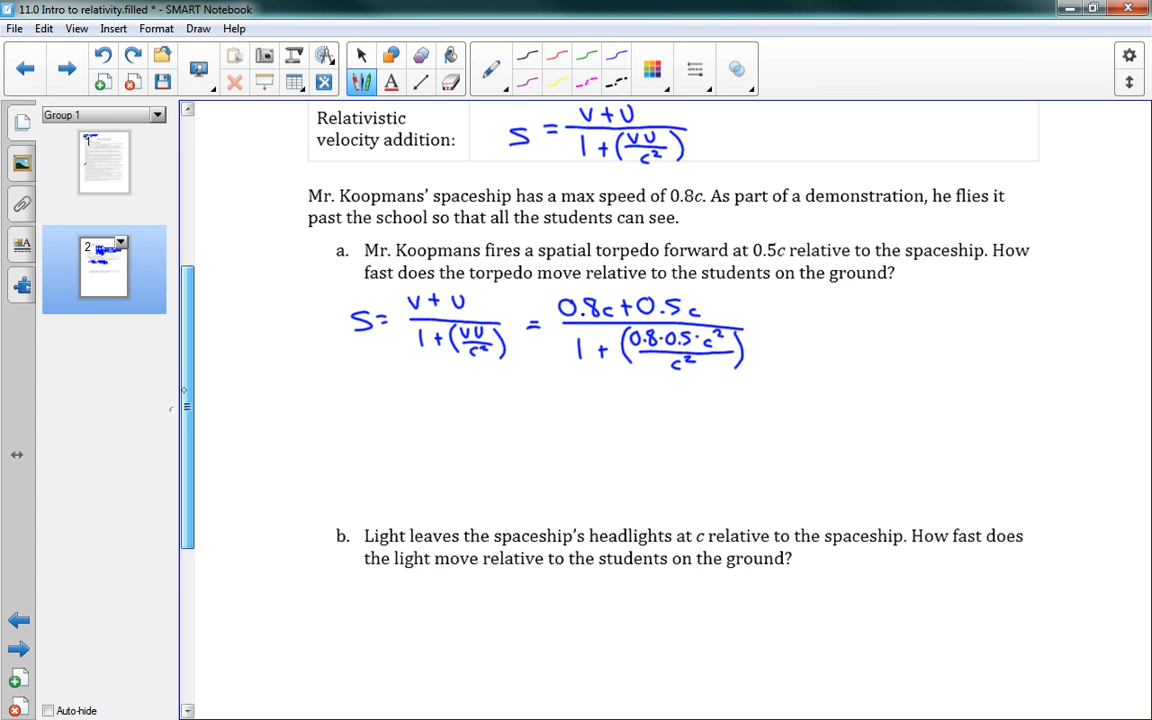 11.0 Intro to relativity.filled * - SMART Notebook
File Edit View Insert Format Draw Help
Group 1
1
2
Relativistic
velocity addition:
S = v+u / 1+(vu/c²)
Mr. Koopmans' spaceship has a max speed of 0.8c. As part of a demonstration, he flies it
past the school so that all the students can see.
a. Mr. Koopmans fires a spatial torpedo forward at 0.5c relative to the spaceship. How
fast does the torpedo move relative to the students on the ground?
S= v+u / 1+(vu/c²) = 0.8c+0.5c / 1+(0.8·0.5·c²/c²)
b. Light leaves the spaceship's headlights at c relative to the spaceship. How fast does
the light move relative to the students on the ground?
Auto-hide